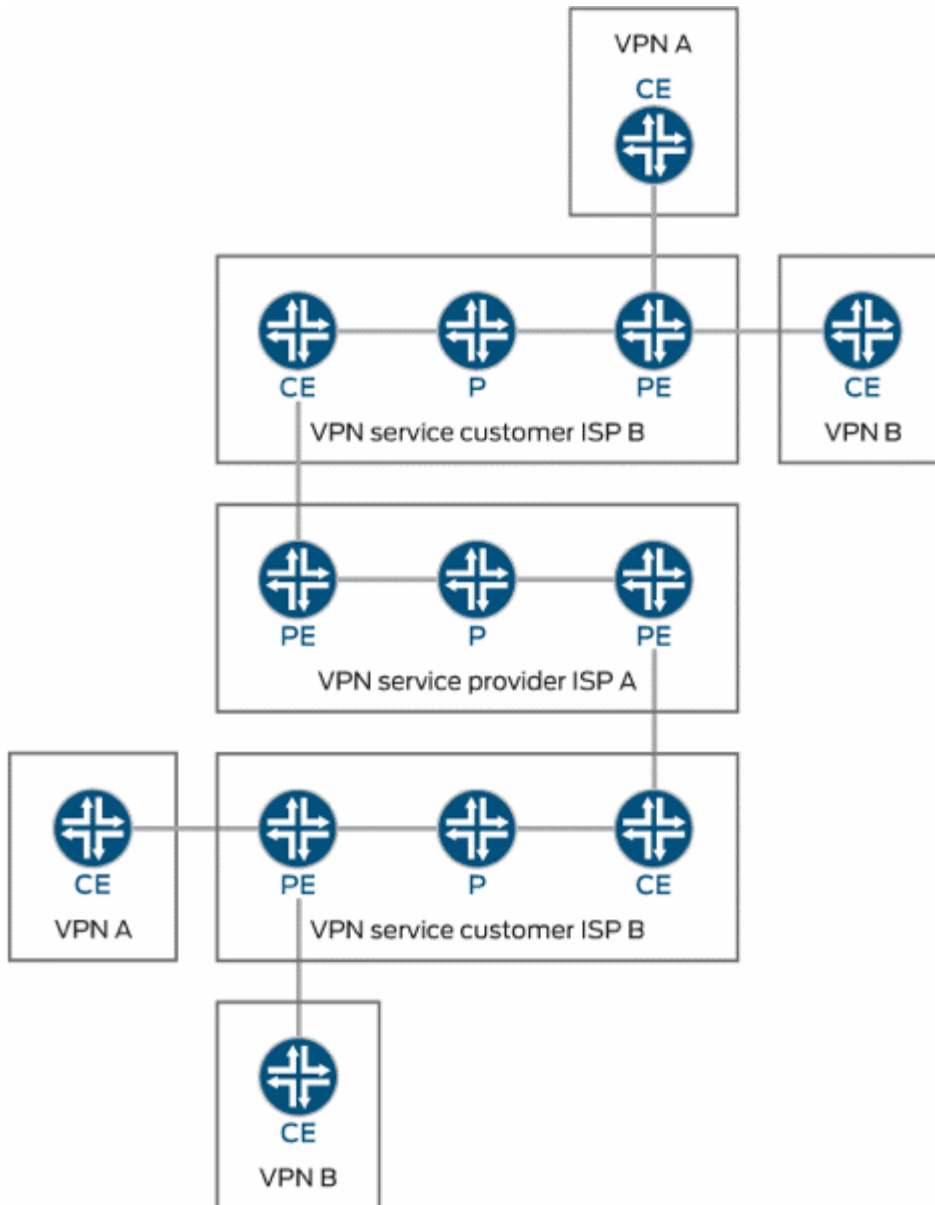 VPN A
CE
CE P PE CE
VPN service customer ISP B VPN B
PE P PE
VPN service provider ISP A
CE PE P CE
VPN A VPN service customer ISP B
CE
VPN B